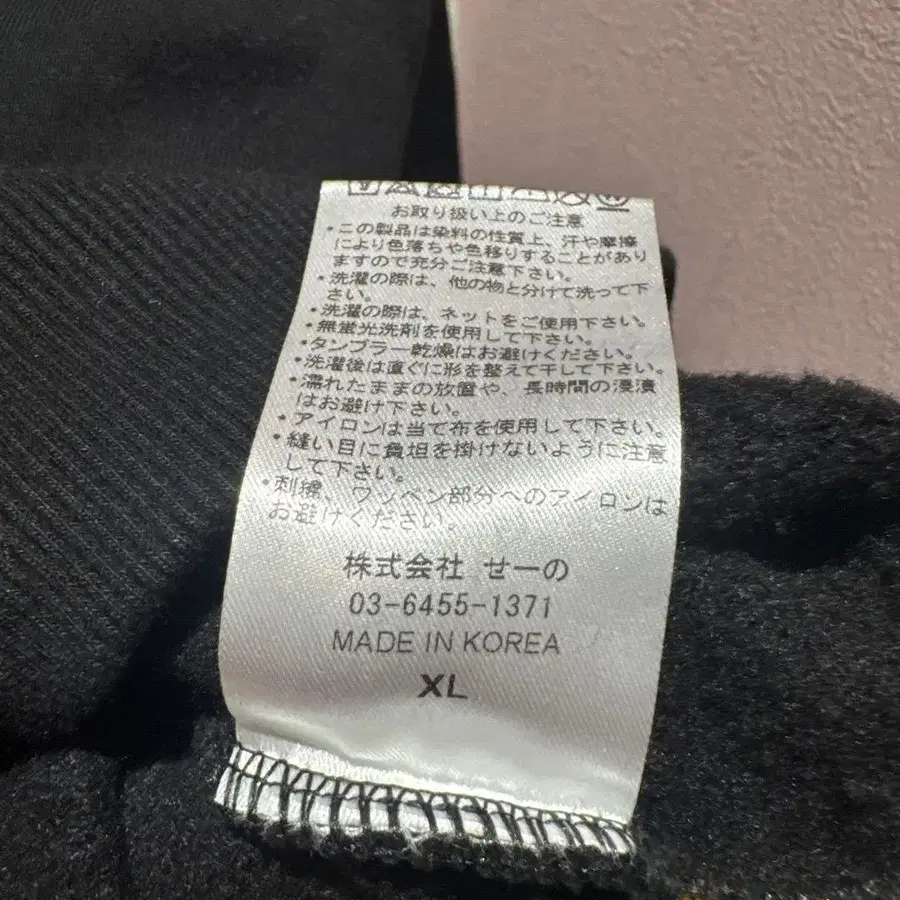 お取り扱い上のご注意
・この製品は染料の性質上、汗や摩擦
により色落ちや色移りすることがあり
ますので充分ご注意下さい。
・洗濯の際は、他の物と分けて洗って下
さい。
・洗濯の際は、ネットをご使用下さい。
・無蛍光洗剤を使用して下さい。
・タンブラー乾燥はお避けください。
・洗濯後は直ぐに形を整えて干して下さい。
・濡れたままの放置や、長時間の浸漬
はお避け下さい。
・アイロンは当て布を使用して下さい。
・縫い目に負担を掛けないように注意
して下さい。
・刺繍、ワッペン部分へのアイロンは
お避けください。
株式会社 せーの
03-6455-1371
MADE IN KOREA
XL